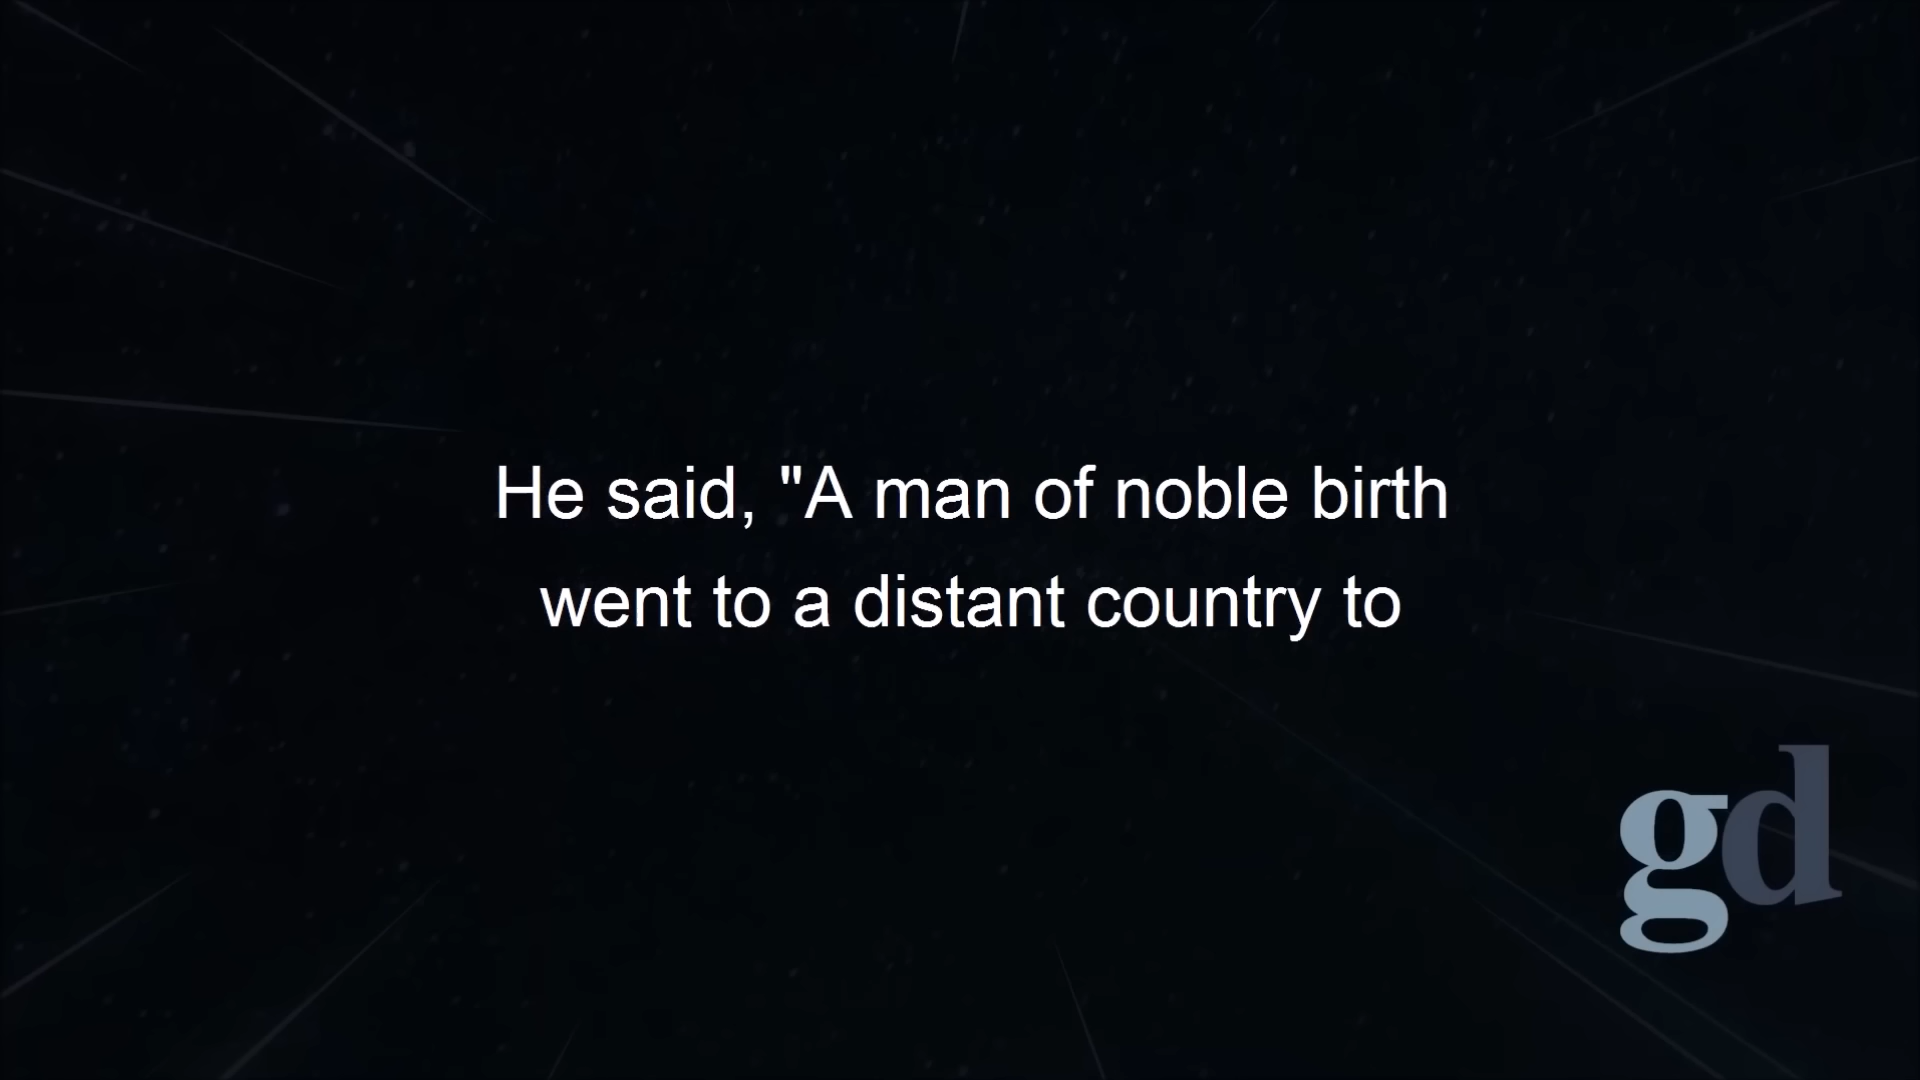 He said, "A man of noble birth
went to a distant country to
gd